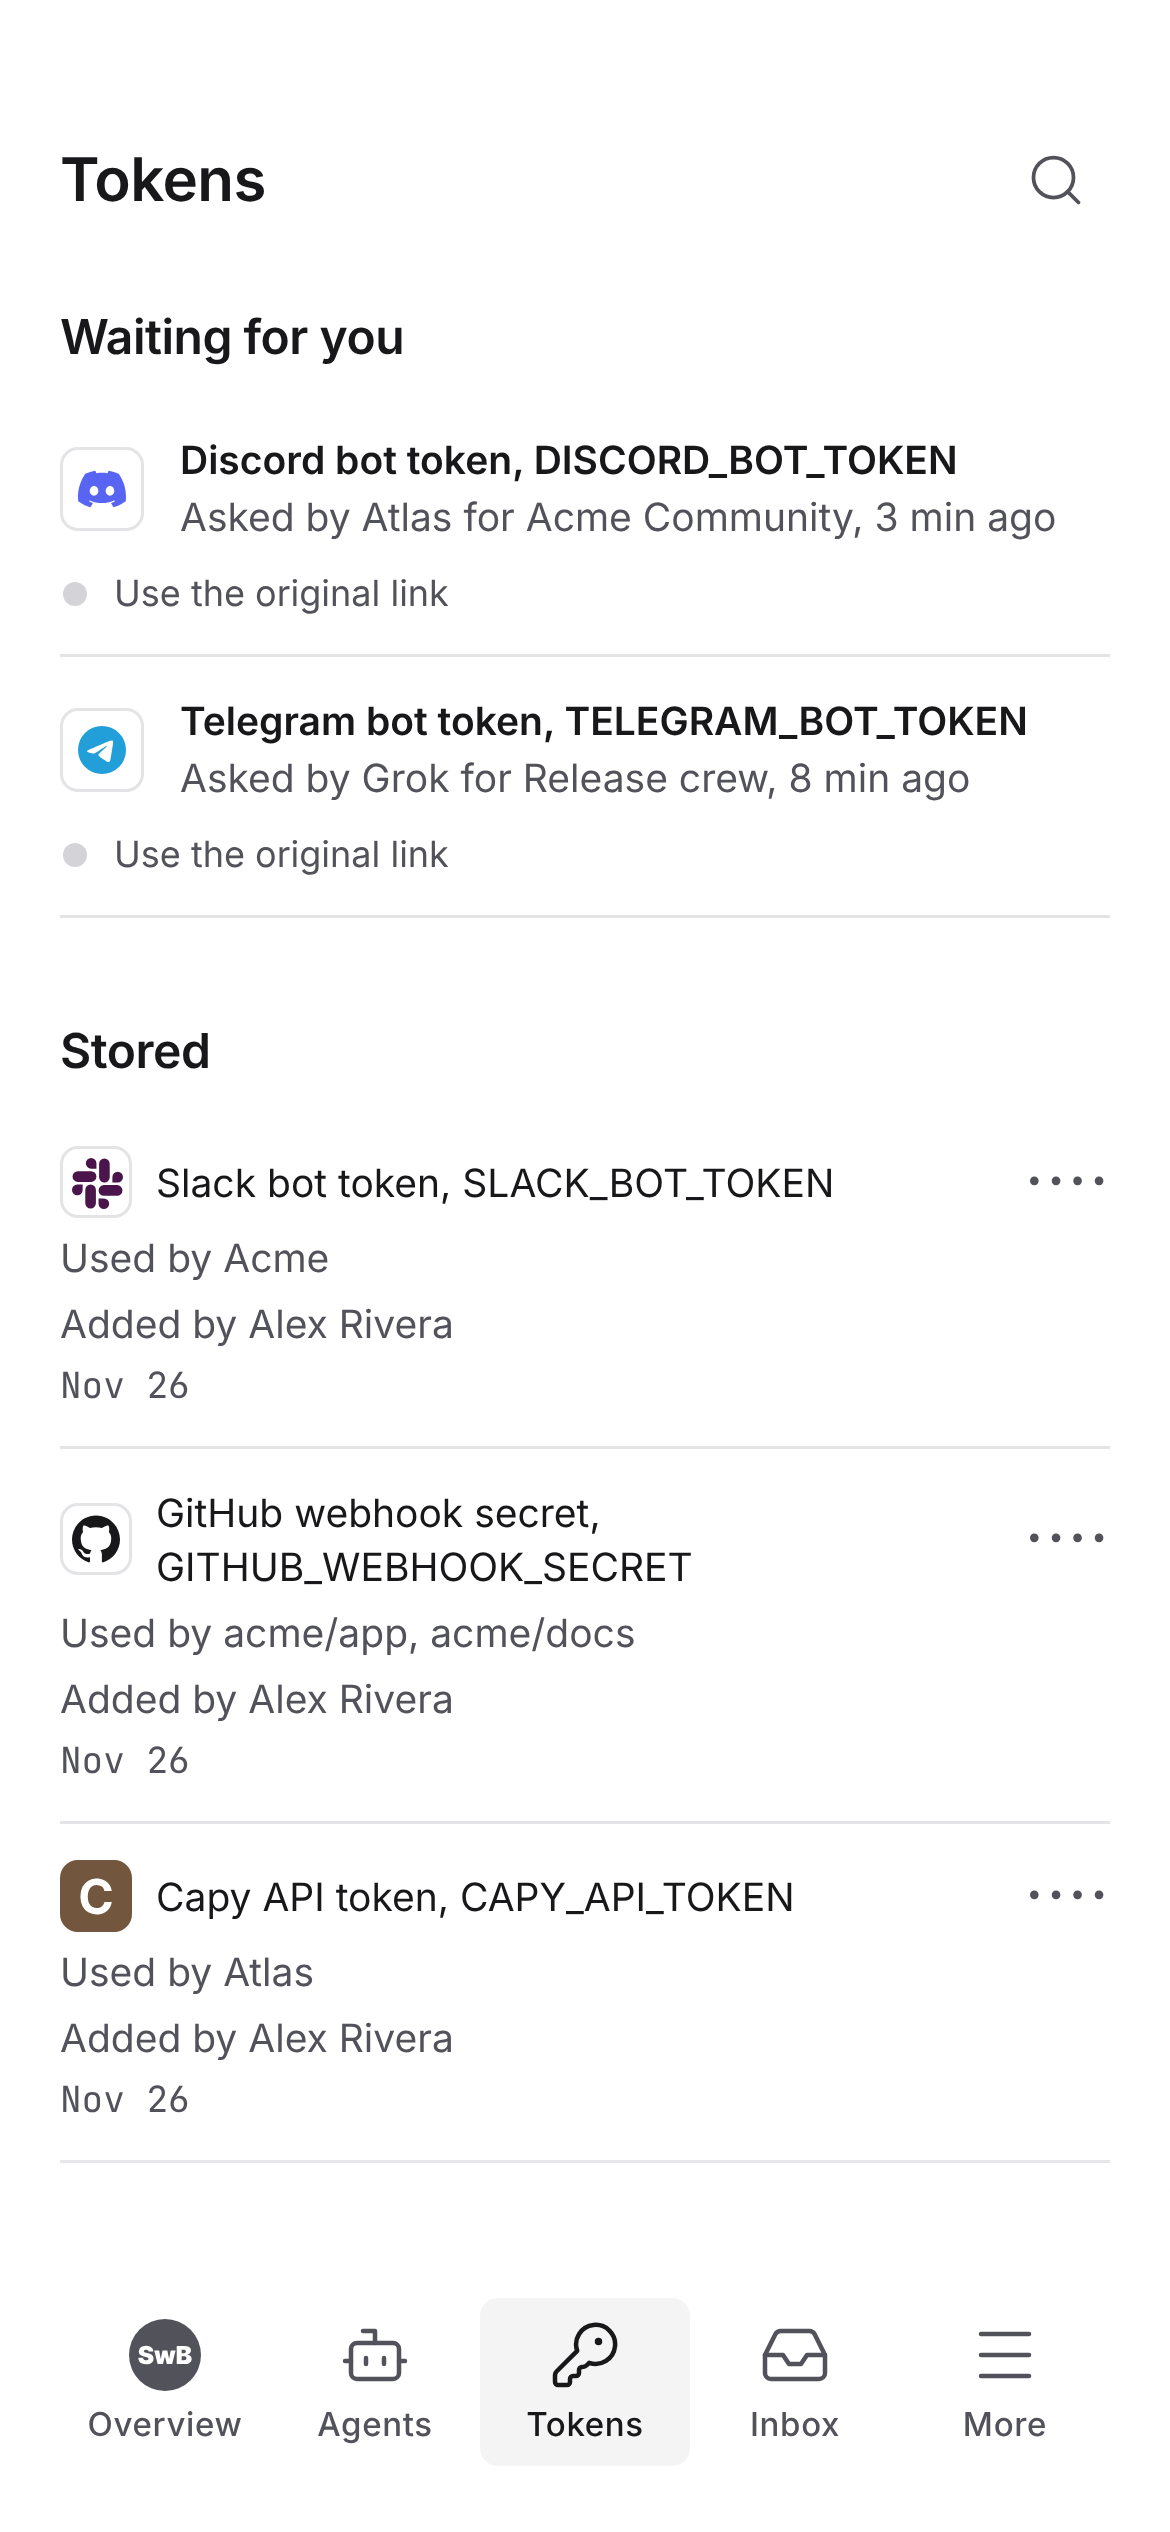 Tokens
Waiting for you
Discord bot token, DISCORD_BOT_TOKEN
Asked by Atlas for Acme Community, 3 min ago
Use the original link
Telegram bot token, TELEGRAM_BOT_TOKEN
Asked by Grok for Release crew, 8 min ago
Use the original link
Stored
Slack bot token, SLACK_BOT_TOKEN
Used by Acme
Added by Alex Rivera
Nov 26
GitHub webhook secret,
GITHUB_WEBHOOK_SECRET
Used by acme/app, acme/docs
Added by Alex Rivera
Nov 26
C Capy API token, CAPY_API_TOKEN
Used by Atlas
Added by Alex Rivera
Nov 26
SwB
Overview Agents Tokens Inbox More